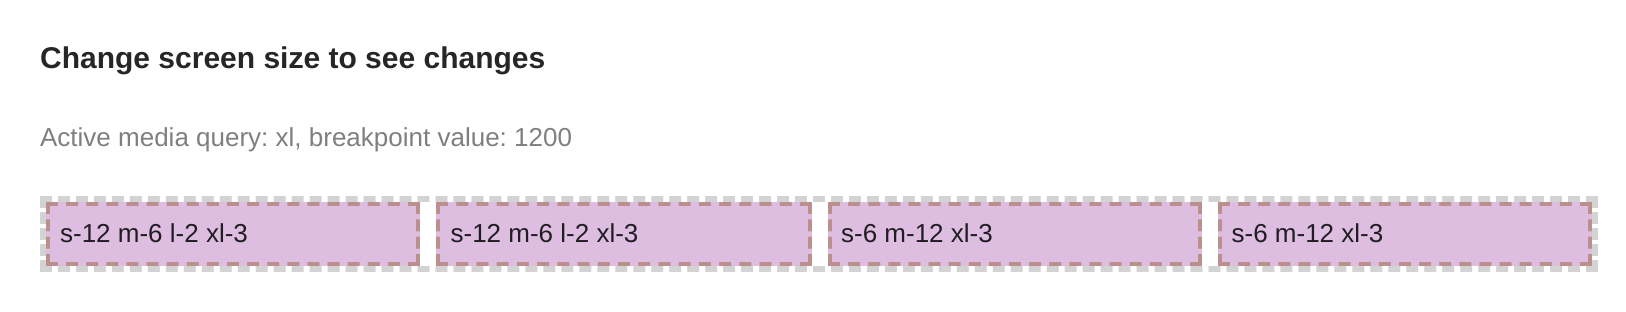 Change screen size to see changes
Active media query: xl, breakpoint value: 1200
s-12 m-6 l-2 xl-3 s-12 m-6 l-2 xl-3 s-6 m-12 xl-3 s-6 m-12 xl-3